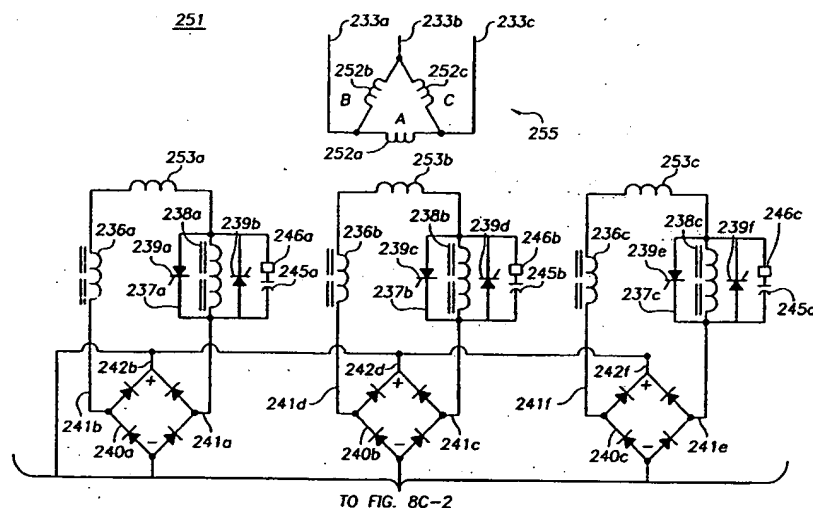 251
233a 233b 233c
252b 252c
B C
A
252a
255
253a 253b 253c
236a 238a 239b 246a
239a 245a
237a
236b 238b 239d 246b
239c 245b
237b
236c 238c 239f 246c
239e
237c
242b 242d 242f
+ + +
241b 241a 241d 241c 241f 241e
- - -
240a 240b 240c
TO FIG. 8C-2